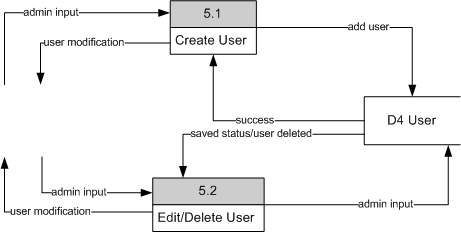 admin input
5.1
add user
user modification
Create User
success
D4 User
saved status/user deleted
5.2
admin input
admin input
user modification
Edit/Delete User